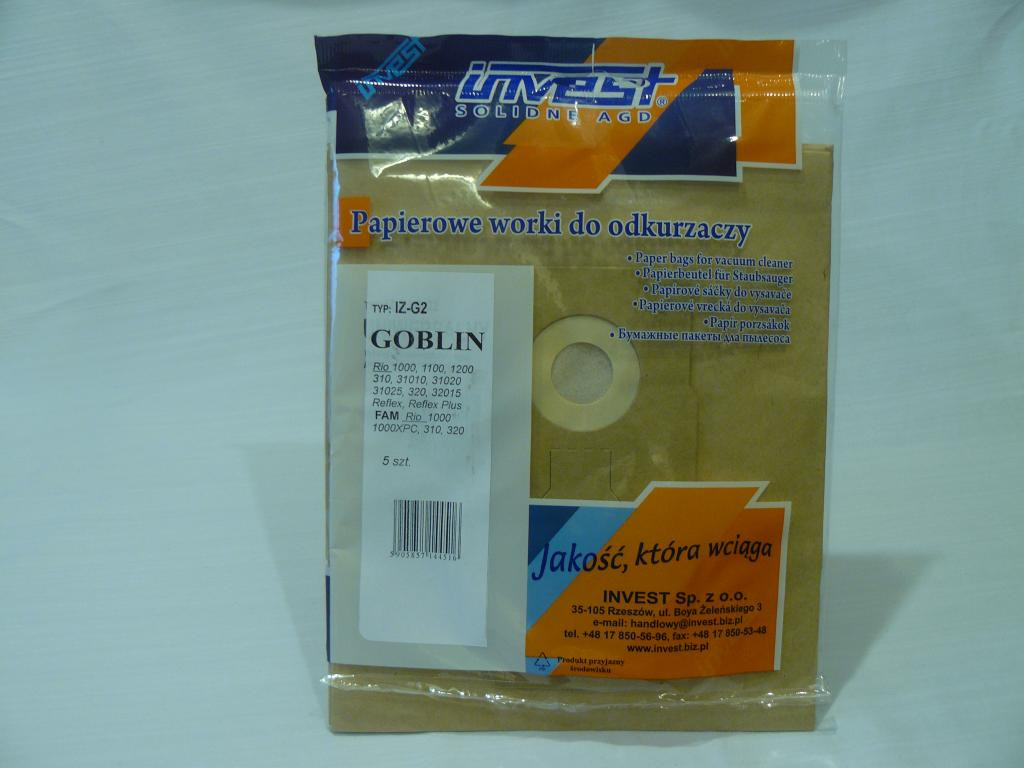 INVEST
invest®
SOLIDNE AGD
Papierowe worki do odkurzaczy
• Paper bags for vacuum cleaner
• Papierbeutel für Staubsauger
• Papírové sáčky do vysavače
• Papierové vrecká do vysávača
• Papír porzsákok
• Бумажные пакеты для пылесоса
TYP: IZ-G2
GOBLIN
Rio 1000, 1100, 1200
310, 31010, 31020
31025, 320, 32015
Reflex, Reflex Plus
FAM Rio 1000
1000XPC, 310, 320
5 szt.
5905857144516
Jakość, która wciąga
INVEST Sp. z o.o.
35-105 Rzeszów, ul. Boya Żeleńskiego 3
e-mail: handlowy@invest.biz.pl
tel. +48 17 850-56-96, fax: +48 17 850-53-48
www.invest.biz.pl
Produkt przyjazny
środowisku